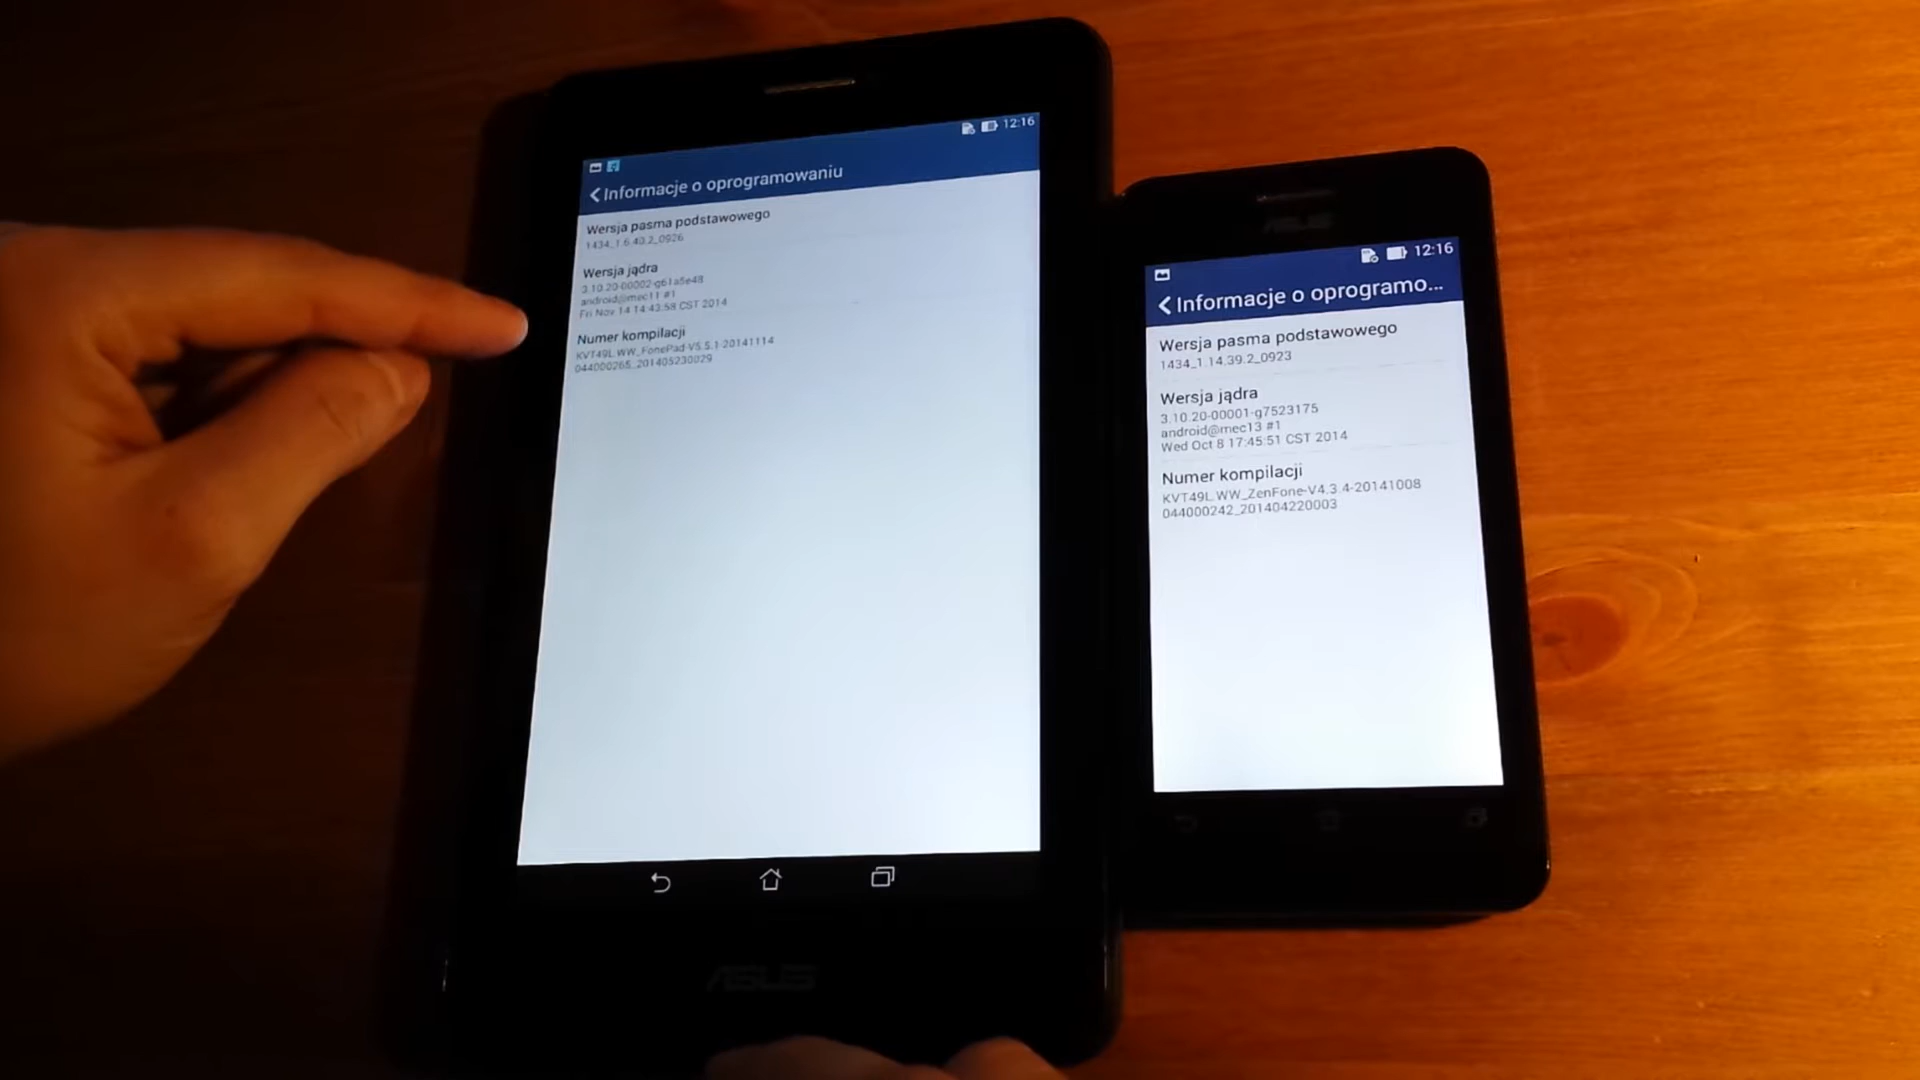 12:16
Informacje o oprogramowaniu
Wersja pasma podstawowego
1434_1.6.40.2_0926
Wersja jądra
3.10.20-00002-g61a5e48
android@mec11 #1
Fri Nov 14 14:43:58 CST 2014
Numer kompilacji
KVT49L.WW_FonePad-V5.5.1-20141114
044000265_201405230029
ASUS
ASUS
12:16
Informacje o oprogramo...
Wersja pasma podstawowego
1434_1.14.39.2_0923
Wersja jądra
3.10.20-00001-g7523175
android@mec13 #1
Wed Oct 8 17:45:51 CST 2014
Numer kompilacji
KVT49L.WW_ZenFone-V4.3.4-20141008
044000242_201404220003